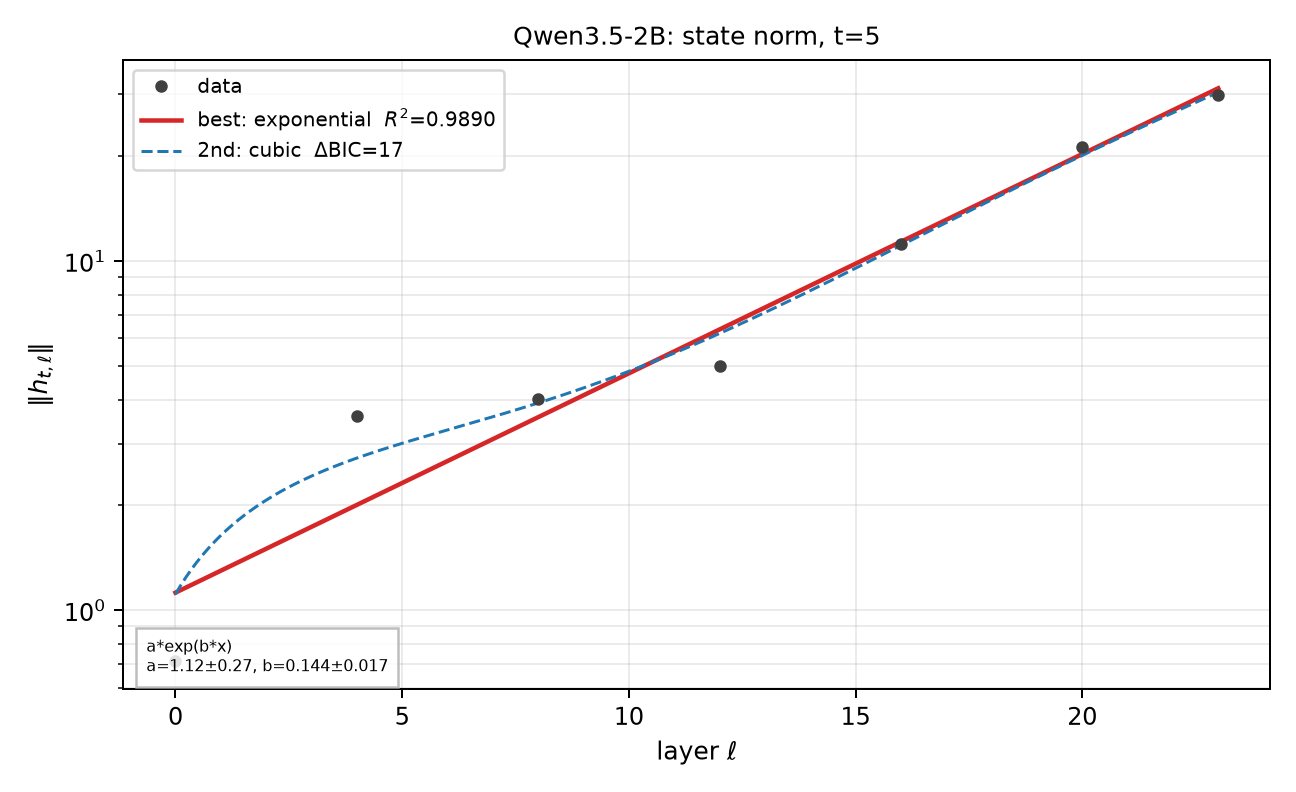 Qwen3.5-2B: state norm, t=5
data
best: exponential R²=0.9890
2nd: cubic ΔBIC=17
10¹
10⁰
‖hₜ,ℓ‖
a*exp(b*x)
a=1.12±0.27, b=0.144±0.017
0 5 10 15 20
layer ℓ